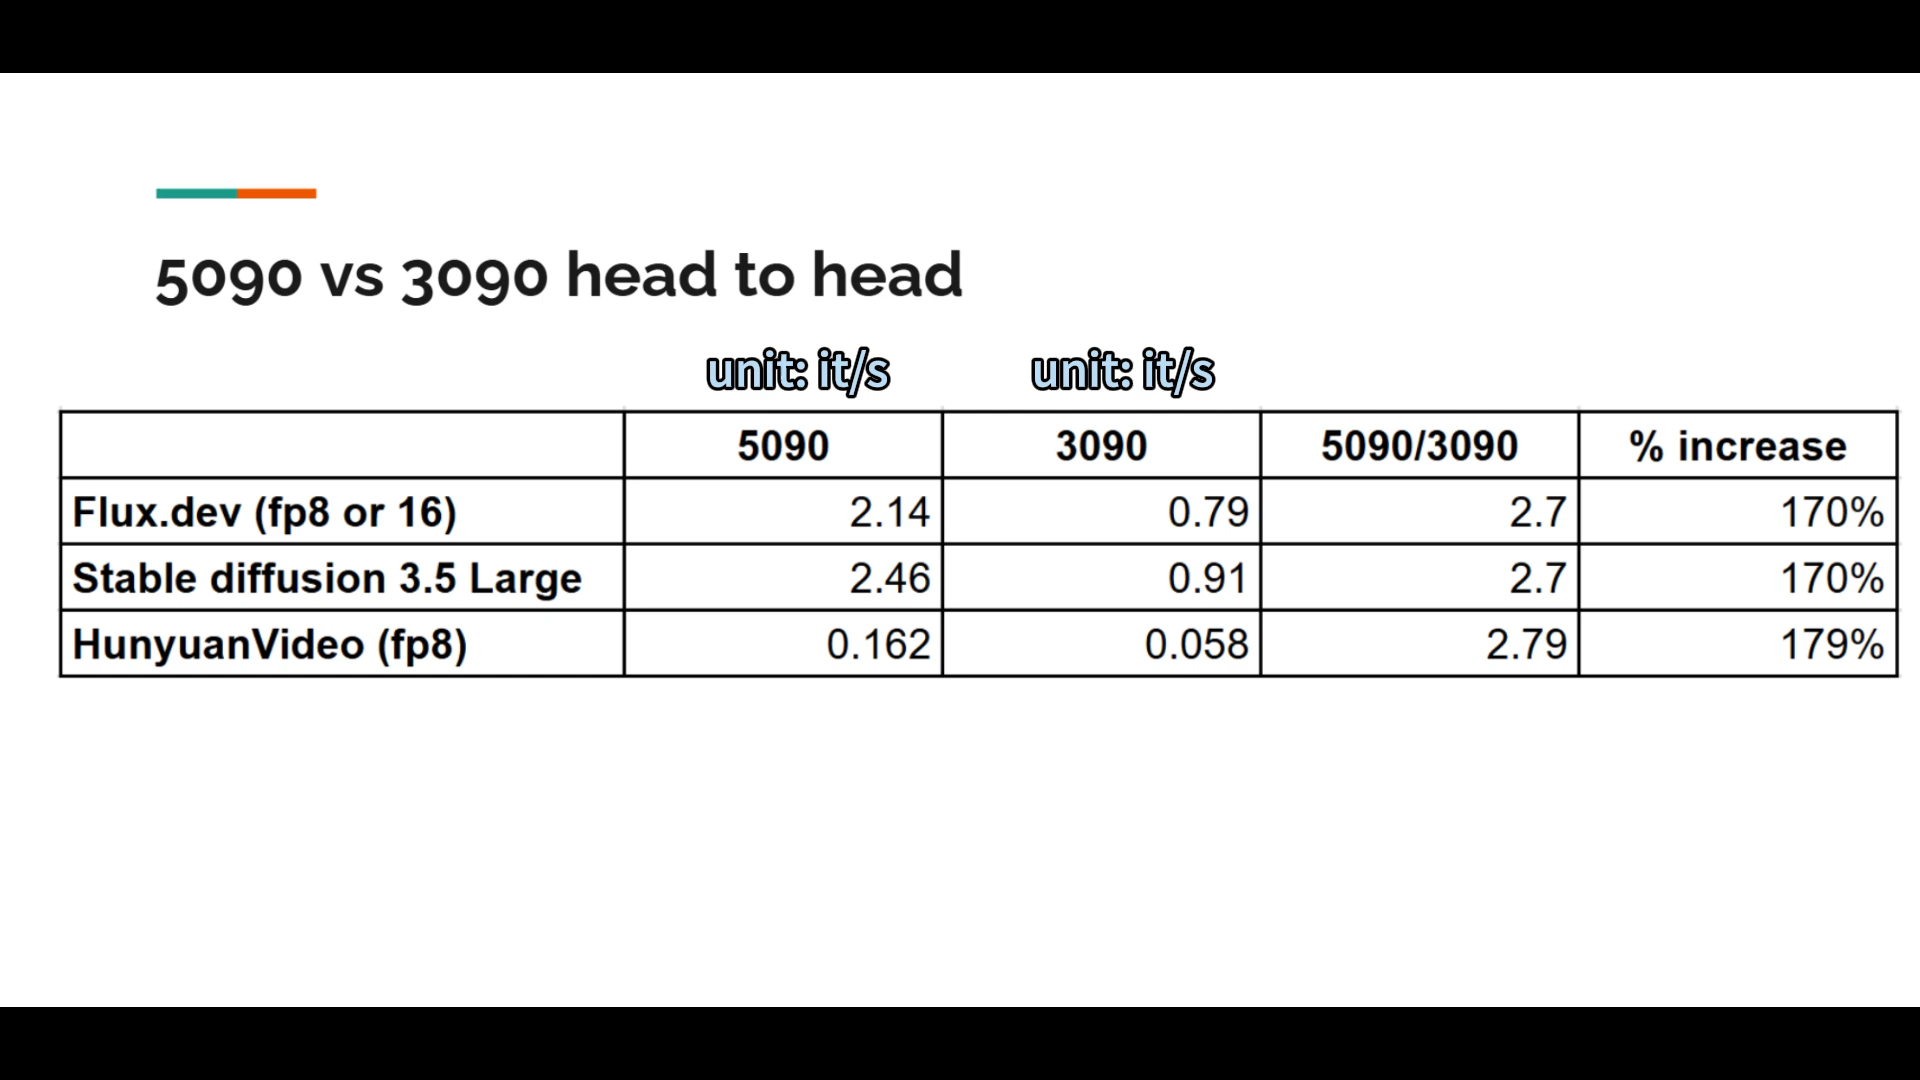 5090 vs 3090 head to head
unit: it/s unit: it/s
5090 3090 5090/3090 % increase
Flux.dev (fp8 or 16) 2.14 0.79 2.7 170%
Stable diffusion 3.5 Large 2.46 0.91 2.7 170%
HunyuanVideo (fp8) 0.162 0.058 2.79 179%